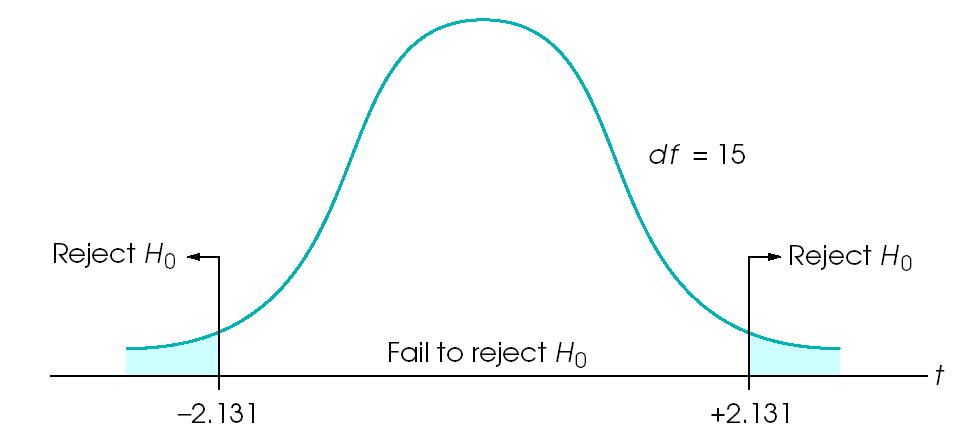 df = 15
Reject H0
Reject H0
Fail to reject H0
t
–2.131
+2.131